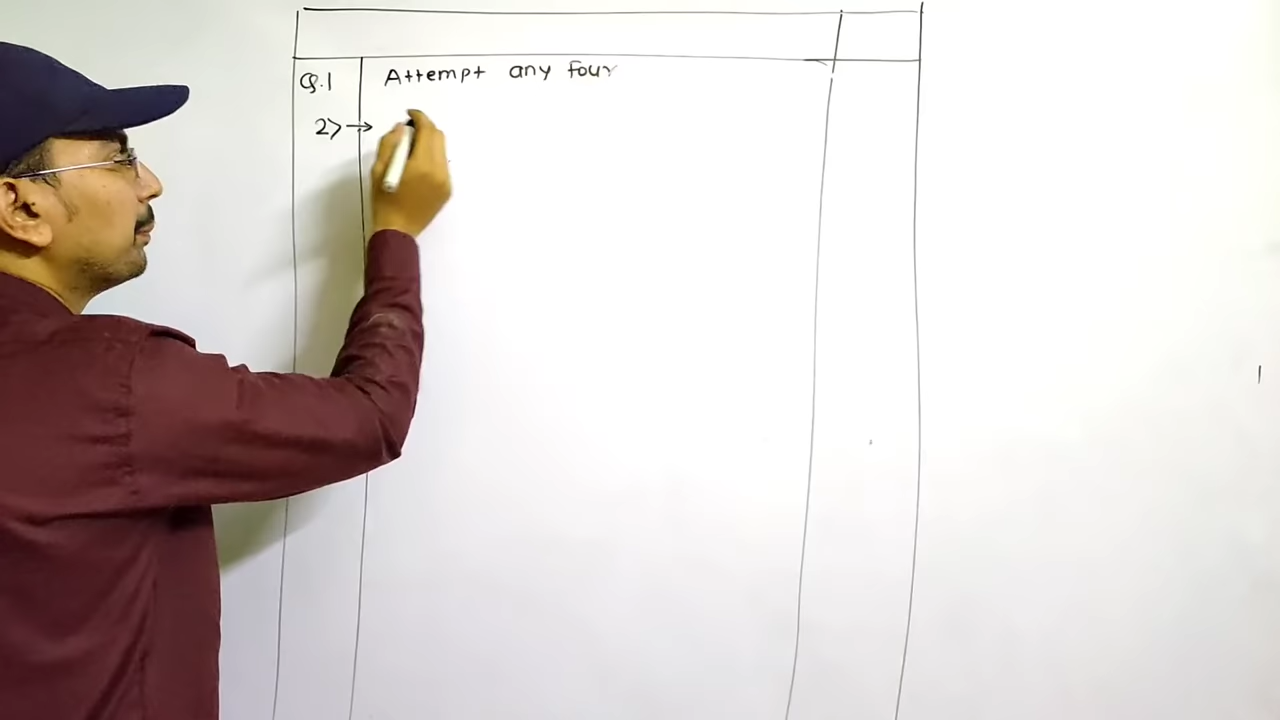 Q.1 Attempt any four
2) →